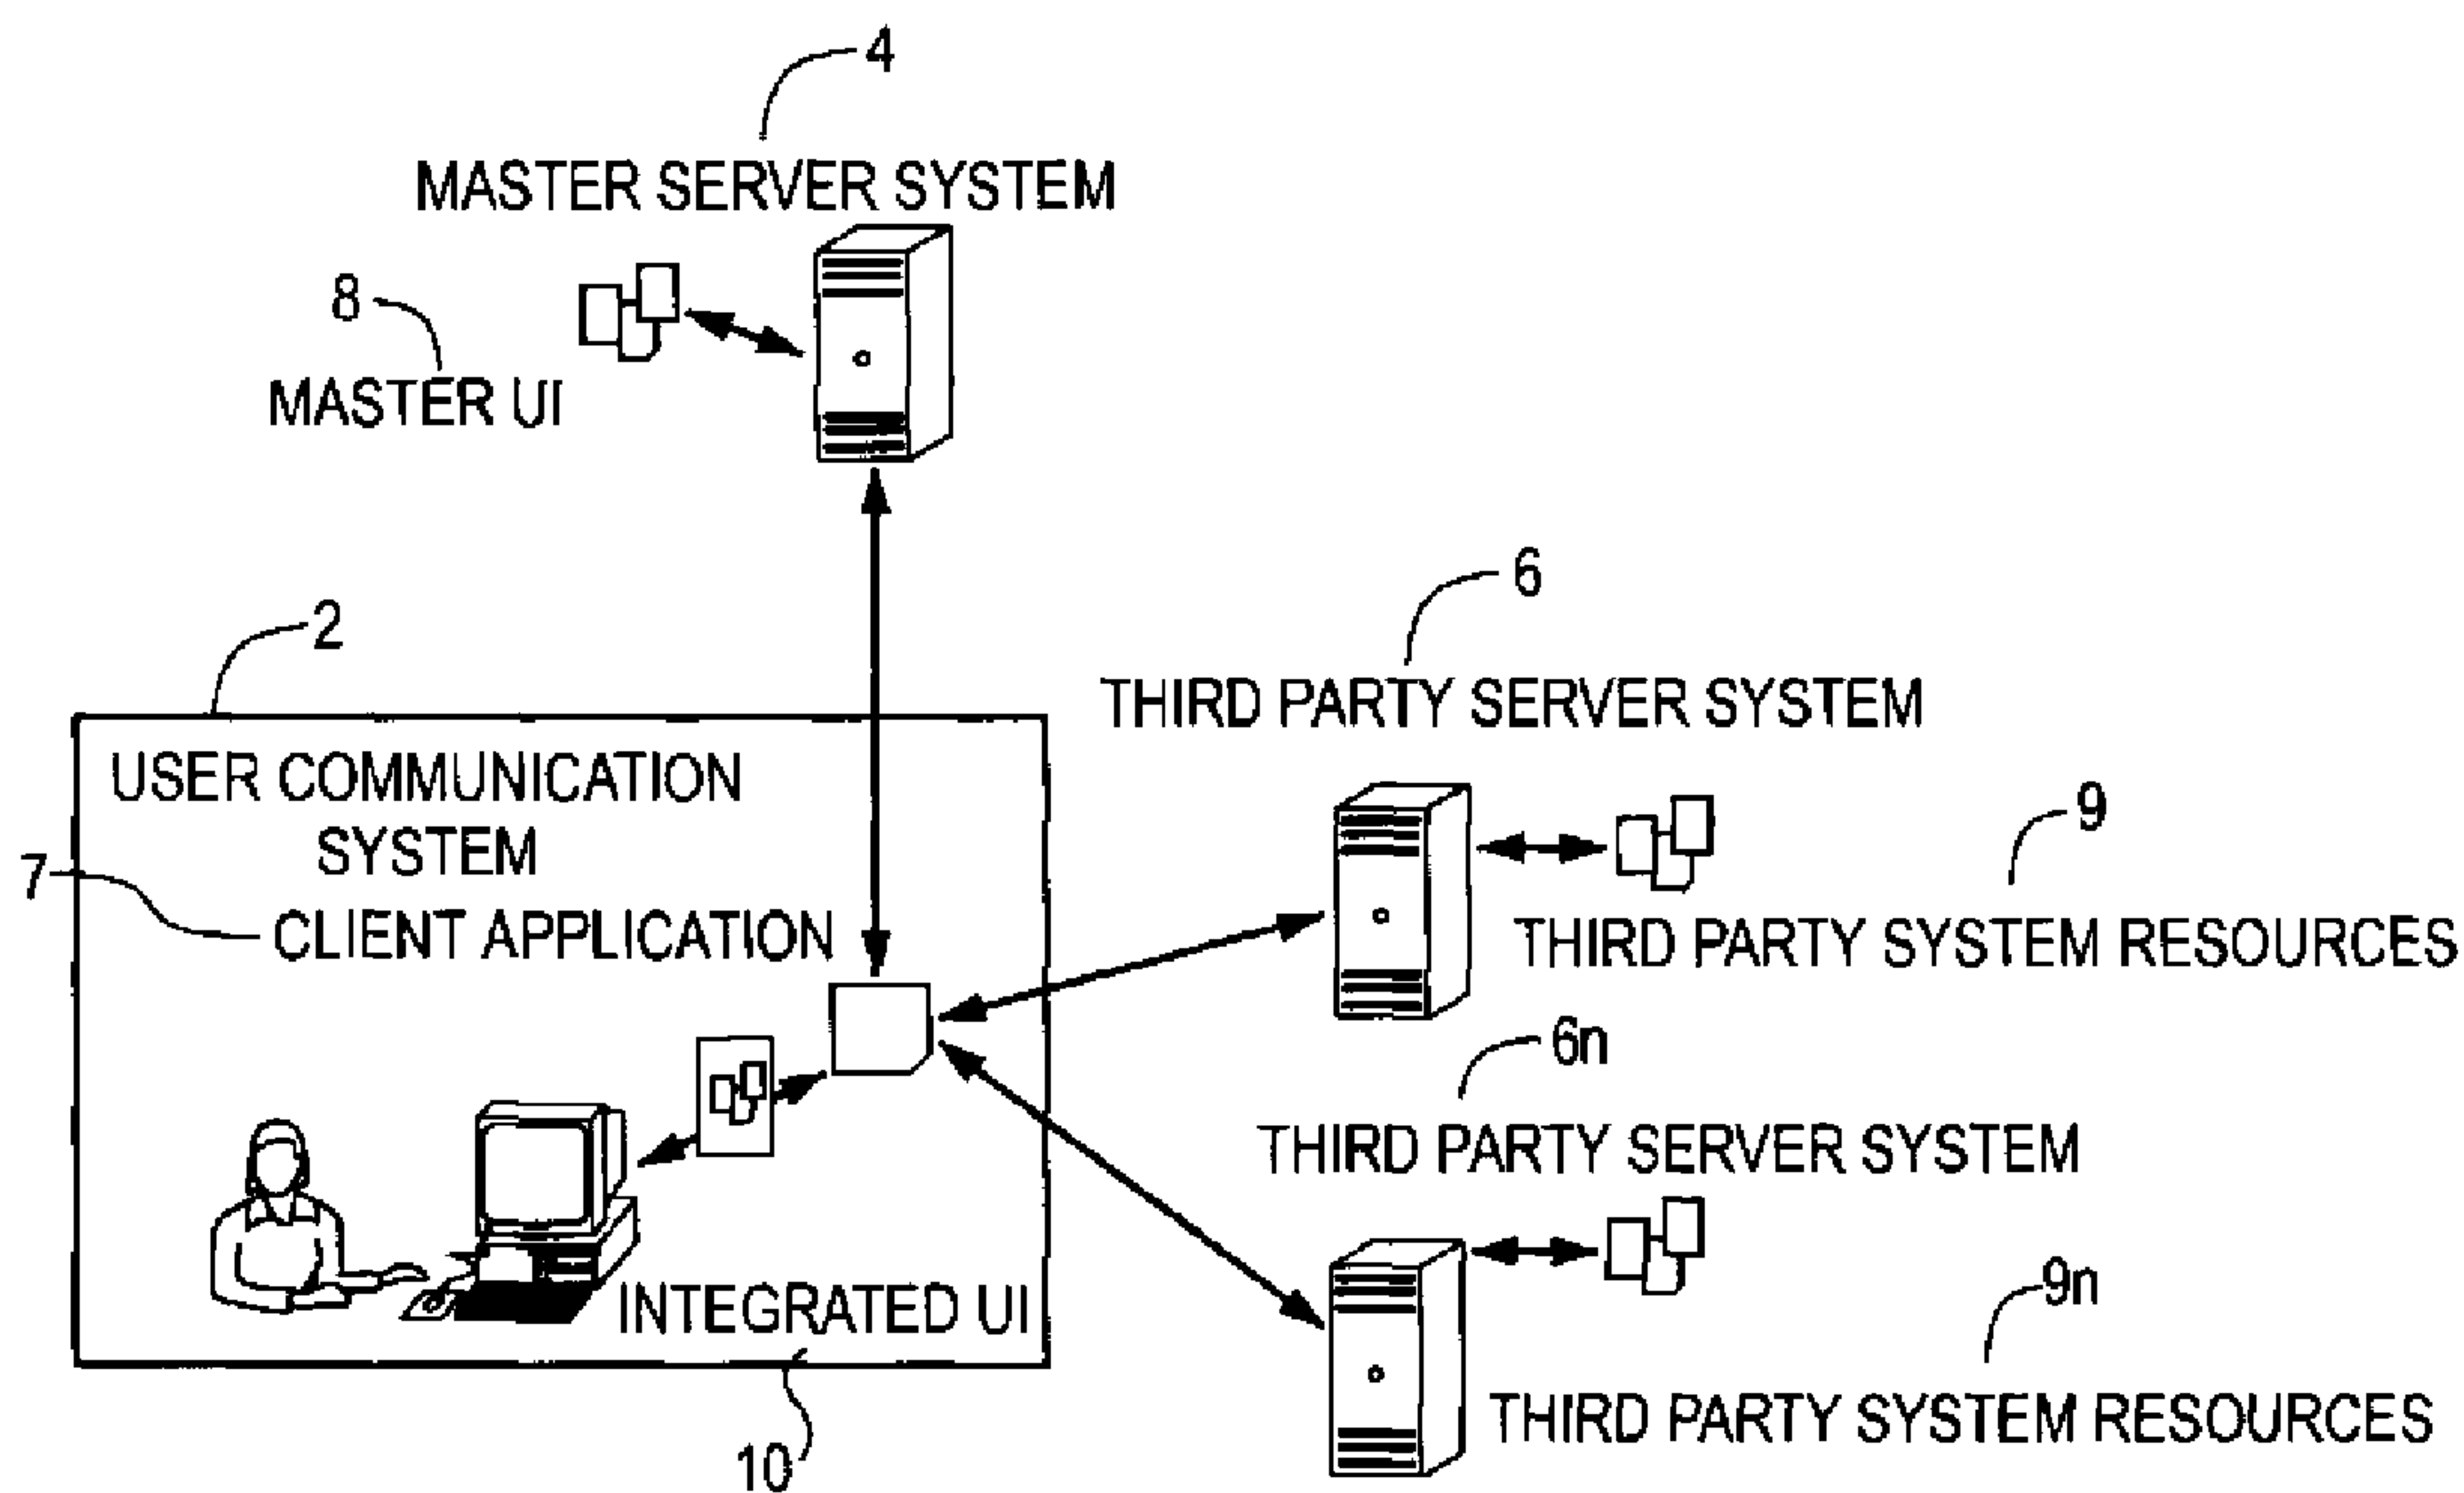 4
MASTER SERVER SYSTEM
8
MASTER UI
2
6
THIRD PARTY SERVER SYSTEM
USER COMMUNICATION
SYSTEM
7
CLIENT APPLICATION
9
THIRD PARTY SYSTEM RESOURCES
6n
THIRD PARTY SERVER SYSTEM
INTEGRATED UI
9n
THIRD PARTY SYSTEM RESOURCES
10